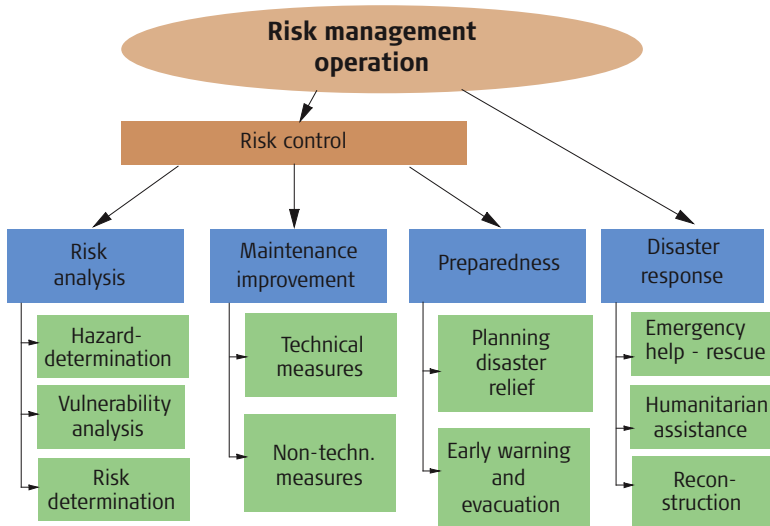 Risk management
operation
Risk control
Risk
analysis
Hazard-
determination
Vulnerability
analysis
Risk
determination
Maintenance
improvement
Technical
measures
Non-techn.
measures
Preparedness
Planning
disaster
relief
Early warning
and
evacuation
Disaster
response
Emergency
help - rescue
Humanitarian
assistance
Recon-
struction